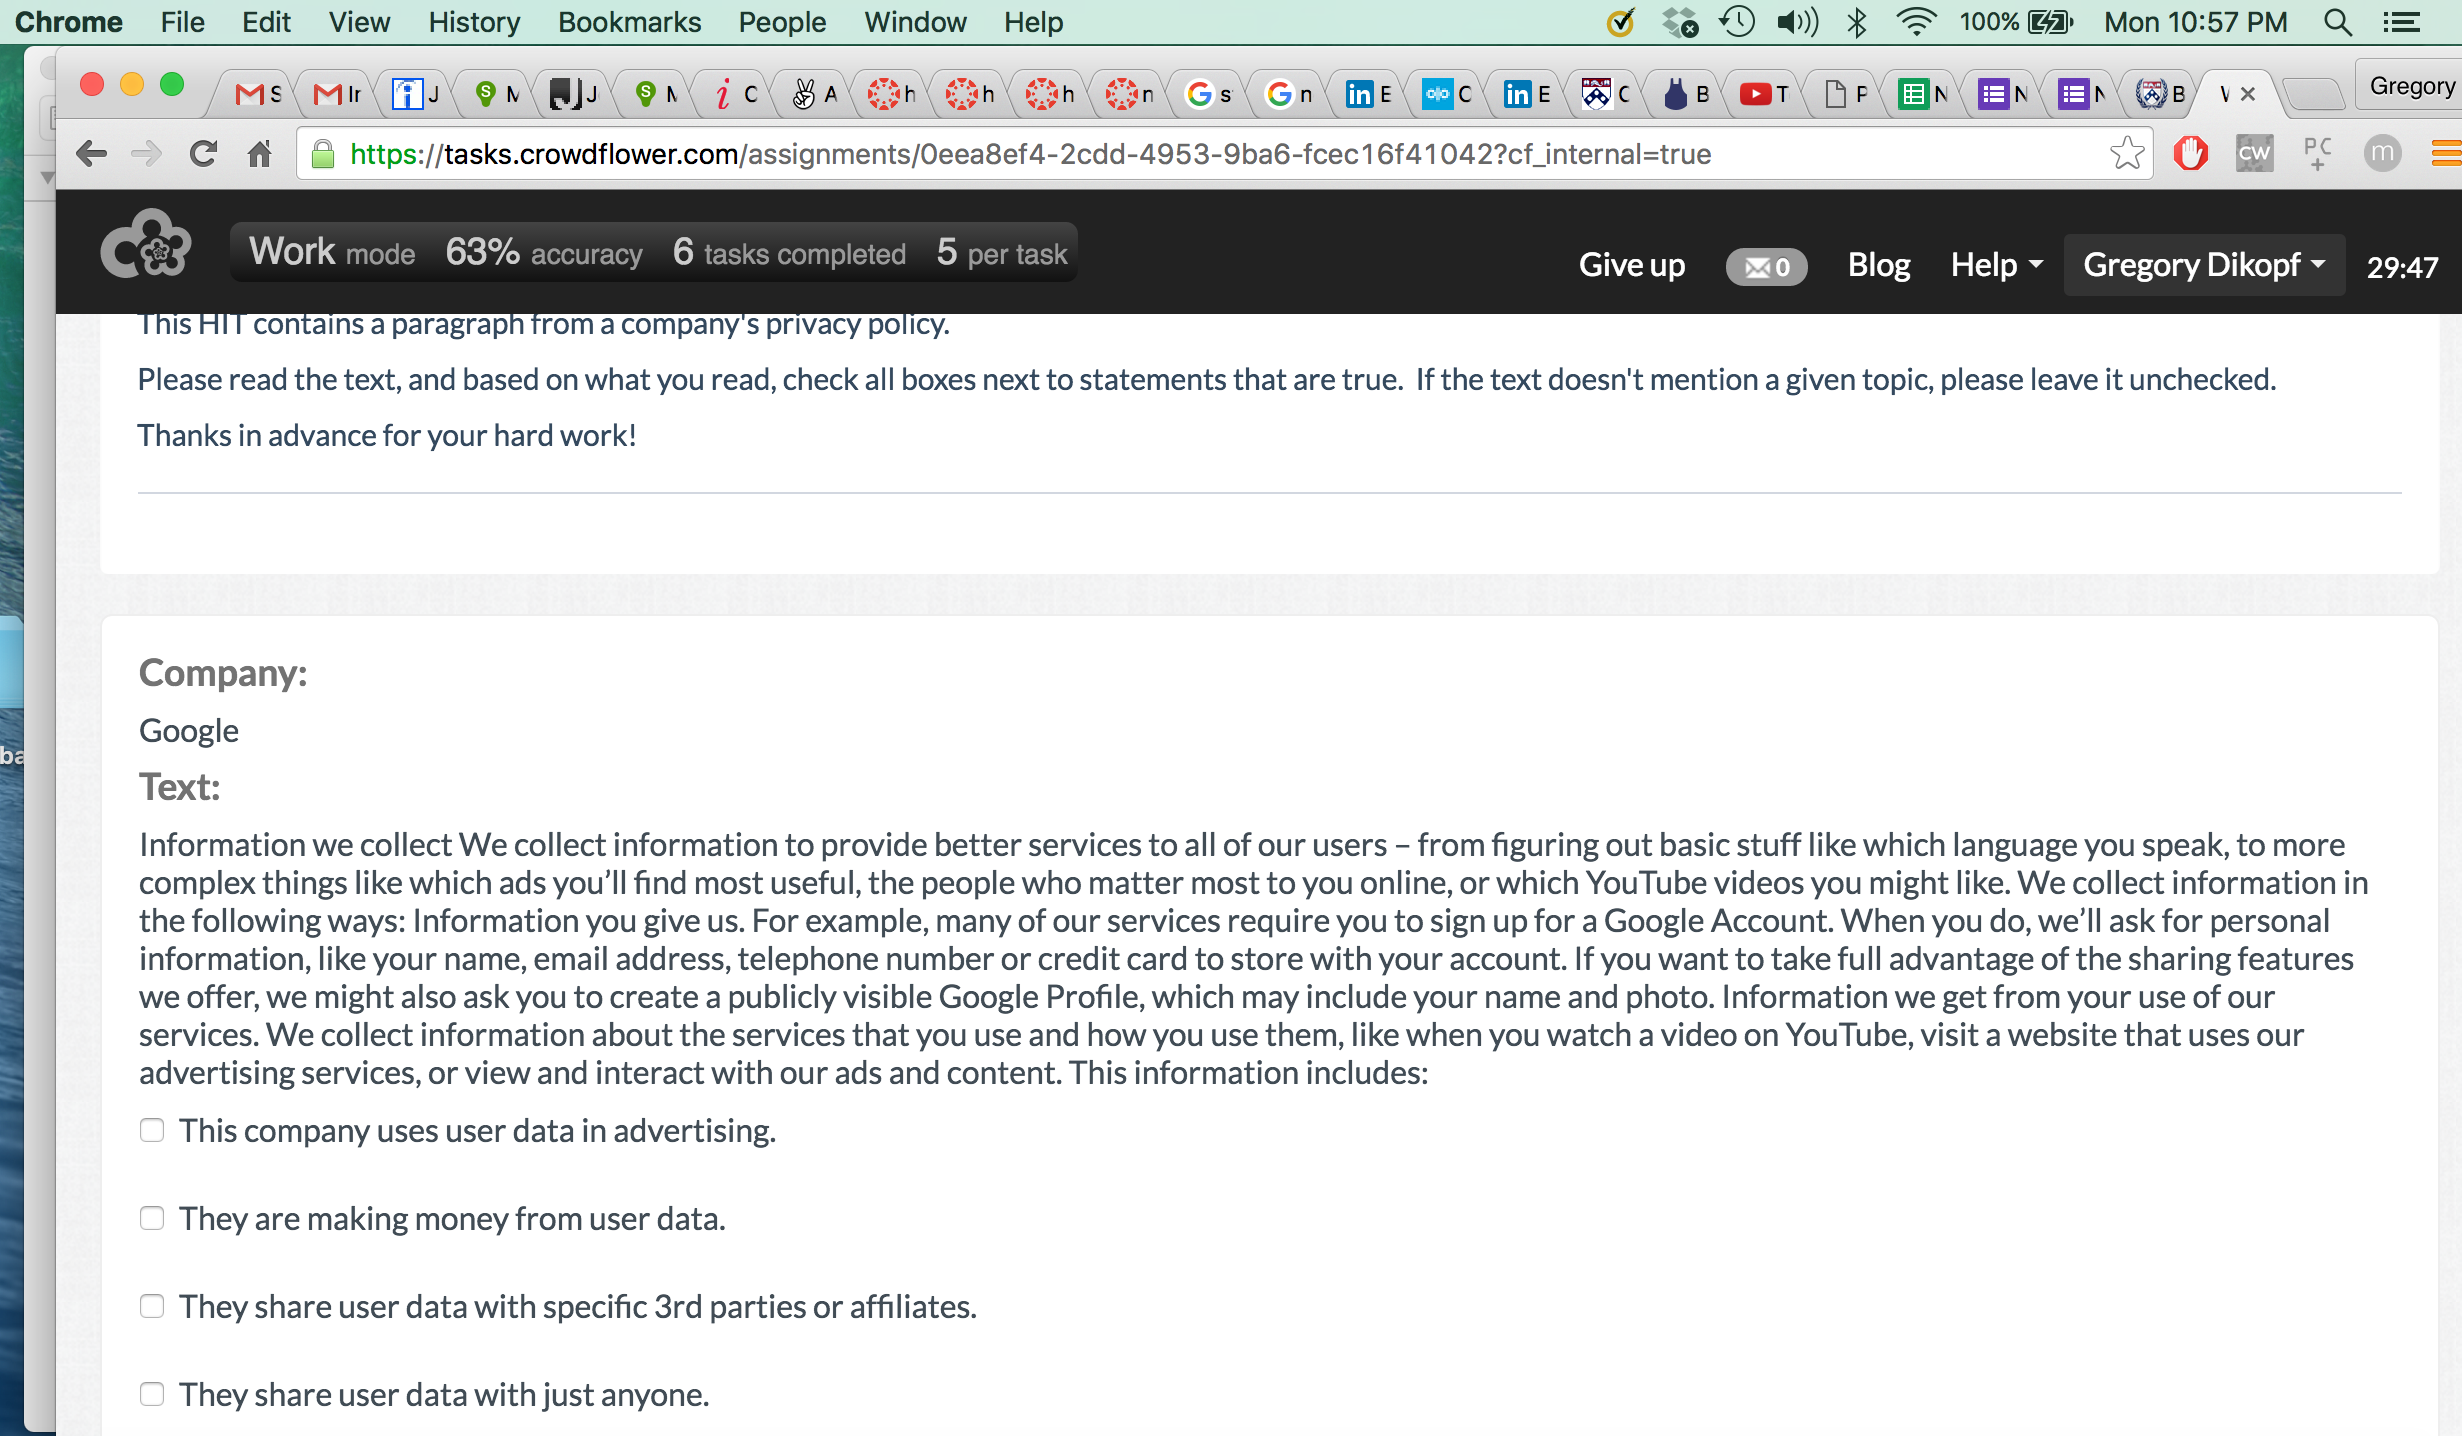 Chrome File Edit View History Bookmarks People Window Help 100% Mon 10:57 PM
S Ir J M J M C A h h h n s n E C E C B T P N N N B V Gregory
https://tasks.crowdflower.com/assignments/0eea8ef4-2cdd-4953-9ba6-fcec16f41042?cf_internal=true CW PC + m
Work mode 63% accuracy 6 tasks completed 5 per task Give up 0 Blog Help Gregory Dikopf 29:47
This HIT contains a paragraph from a company's privacy policy.
Please read the text, and based on what you read, check all boxes next to statements that are true. If the text doesn't mention a given topic, please leave it unchecked.
Thanks in advance for your hard work!
ba
Company:
Google
Text:
Information we collect We collect information to provide better services to all of our users – from figuring out basic stuff like which language you speak, to more
complex things like which ads you’ll find most useful, the people who matter most to you online, or which YouTube videos you might like. We collect information in
the following ways: Information you give us. For example, many of our services require you to sign up for a Google Account. When you do, we’ll ask for personal
information, like your name, email address, telephone number or credit card to store with your account. If you want to take full advantage of the sharing features
we offer, we might also ask you to create a publicly visible Google Profile, which may include your name and photo. Information we get from your use of our
services. We collect information about the services that you use and how you use them, like when you watch a video on YouTube, visit a website that uses our
advertising services, or view and interact with our ads and content. This information includes:
This company uses user data in advertising.
They are making money from user data.
They share user data with specific 3rd parties or affiliates.
They share user data with just anyone.